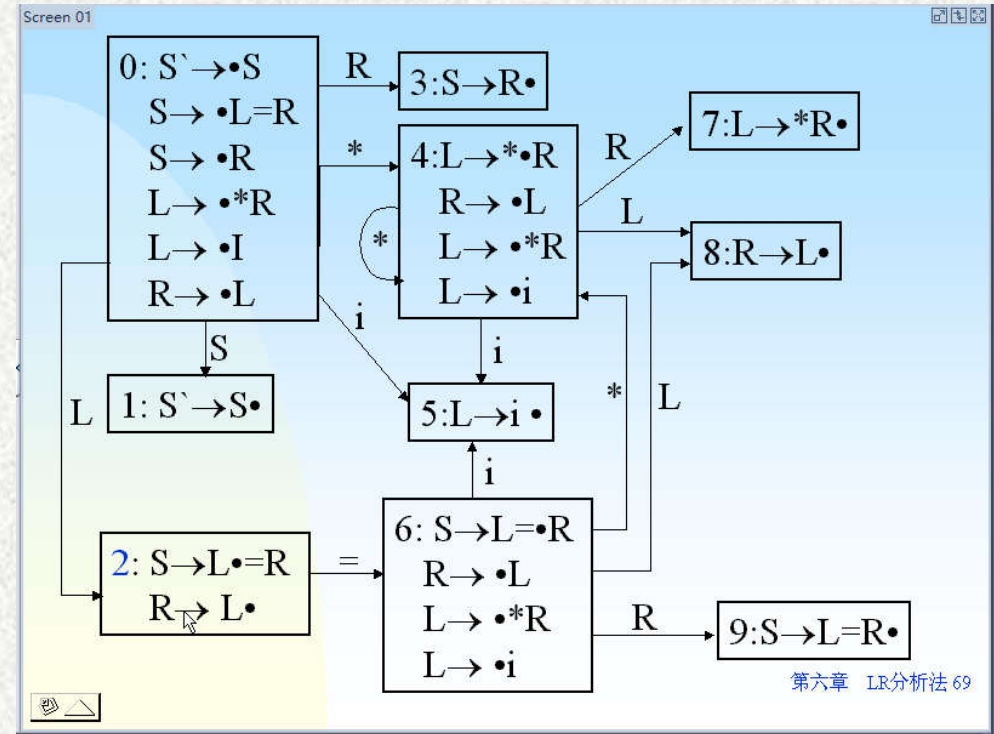 Screen 01
0: S`→•S
S→ •L=R
S→ •R
L→ •*R
L→ •I
R→ •L
R
3:S→R•
*
4:L→*•R
R→ •L
L→ •*R
L→ •i
*
R
7:L→*R•
L
8:R→L•
i
S
i
1: S`→S•
L
5:L→i •
*
L
i
2: S→L•=R
R→ L•
=
6: S→L=•R
R→ •L
L→ •*R
L→ •i
R
9:S→L=R•
第六章 LR分析法 69